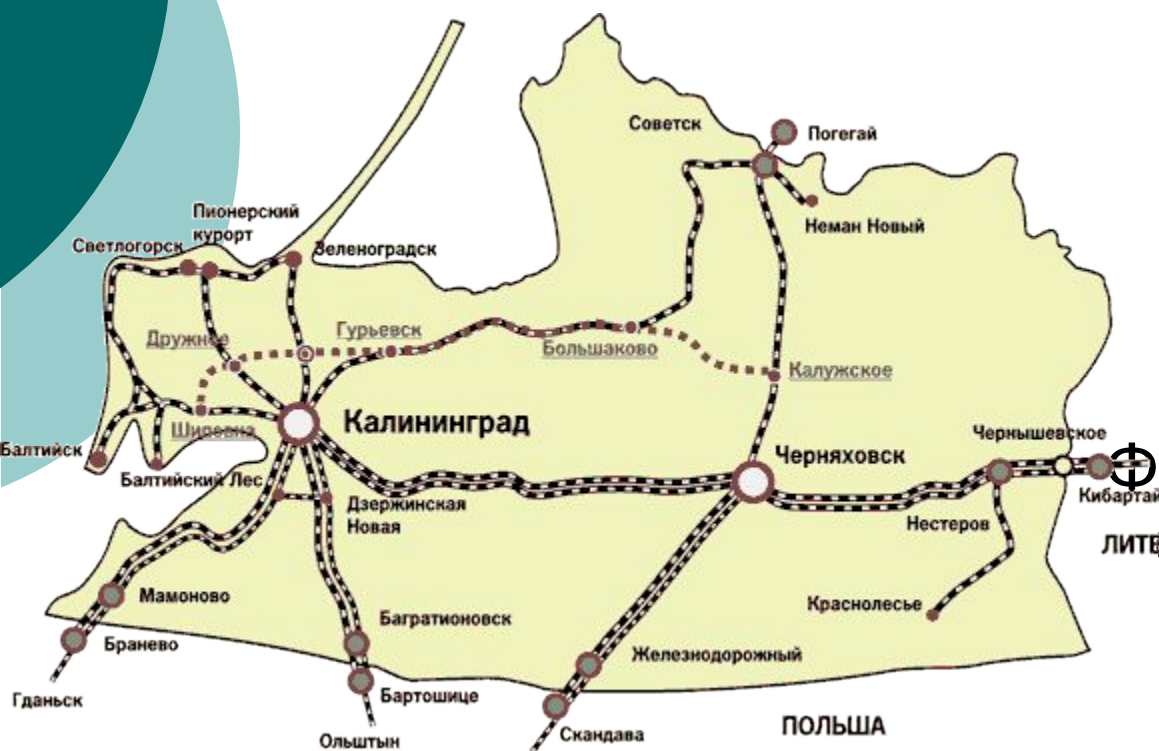 Советск
Погегай
Неман Новый
Пионерский
курорт
Светлогорск
Зеленоградск
Дружное
Гурьевск
Большаково
Калужское
Калининград
Шиповка
Чернышевское
Балтийск
Черняховск
Балтийский Лес
Кибартай
Дзержинская
Новая
Нестеров
ЛИТВ
Мамоново
Краснолесье
Багратионовск
Бранево
Железнодорожный
Гданьск
Бартошице
ПОЛЬША
Скандава
Ольштын